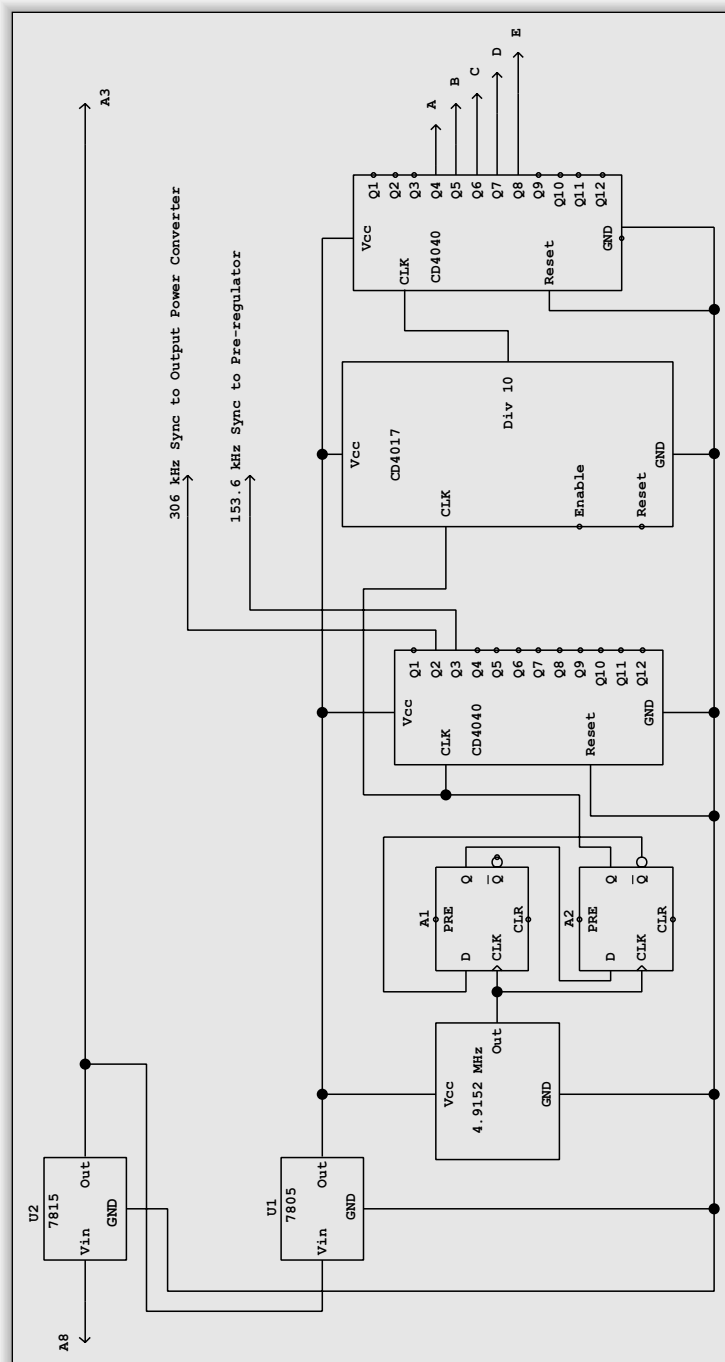 A8
U2
7815
Vin
Out
GND
A3
306 kHz Sync to Output Power Converter
153.6 kHz Sync to Pre-regulator
U1
7805
Vin
Out
GND
Vcc
4.9152 MHz
Out
GND
A1
PRE
D
Q
CLK
Q
CLR
A2
PRE
D
Q
CLK
Q
CLR
Vcc
CLK
CD4040
Reset
GND
Q1
Q2
Q3
Q4
Q5
Q6
Q7
Q8
Q9
Q10
Q11
Q12
Vcc
CD4017
CLK
Div 10
Enable
Reset
GND
Vcc
CLK
CD4040
Reset
GND
Q1
Q2
Q3
Q4
Q5
Q6
Q7
Q8
Q9
Q10
Q11
Q12
A
B
C
D
E